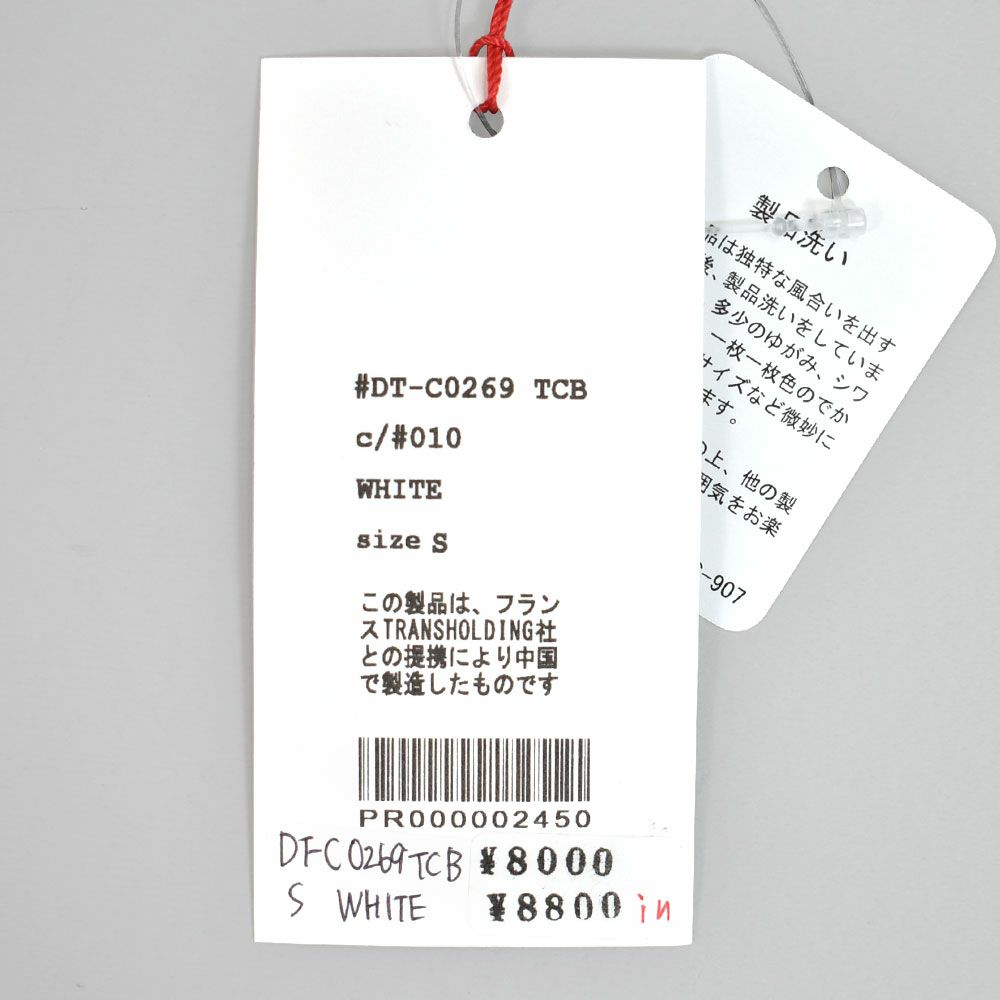 #DT-C0269 TCB
c/#010
WHITE
size S
この製品は、フラン
スTRANSHOLDING社
との提携により中国
で製造したものです
PR000002450
DFC0269TCB
S WHITE
¥8000
¥8800 in
製品洗い
品は独特な風合いを出す
後、製品洗いをしていま
多少のゆがみ、シワ
一枚一枚色のでか
サイズなど微妙に
ます。
の上、他の製
囲気をお楽
-907